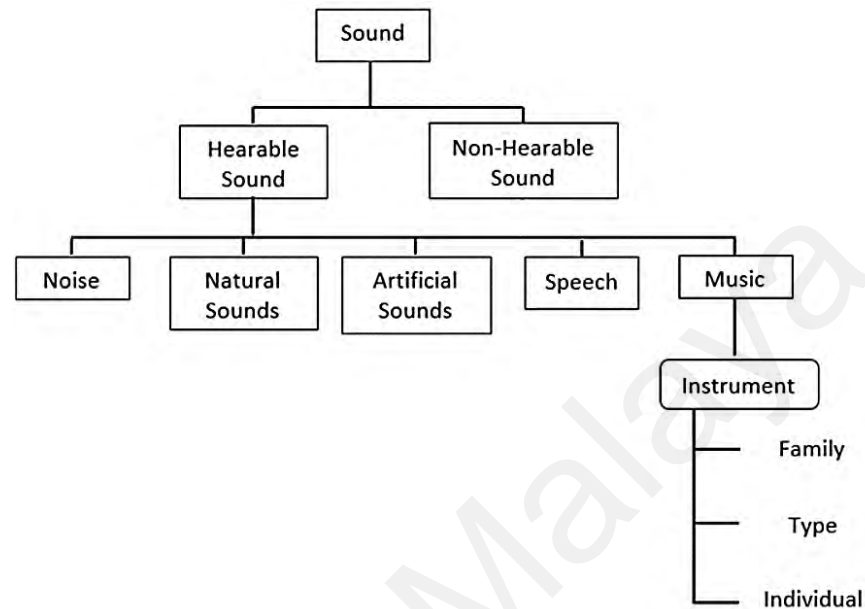 Sound
Hearable
Sound
Non-Hearable
Sound
Noise
Natural
Sounds
Artificial
Sounds
Speech
Music
Instrument
Family
Type
Individual
Malaya